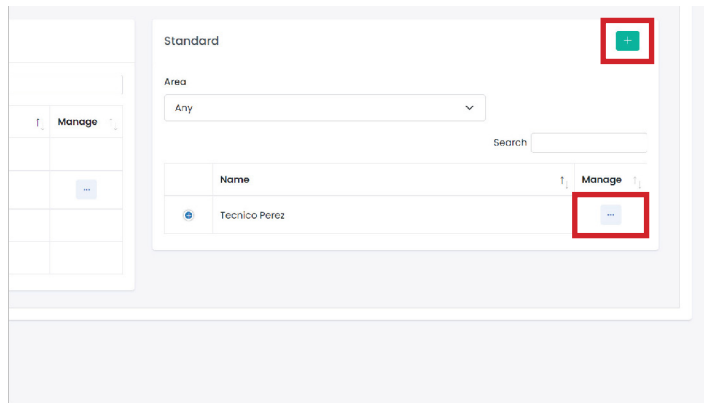 Standard
+
Area
Any
Search
Manage
Name
Manage
...
Tecnico Perez
...